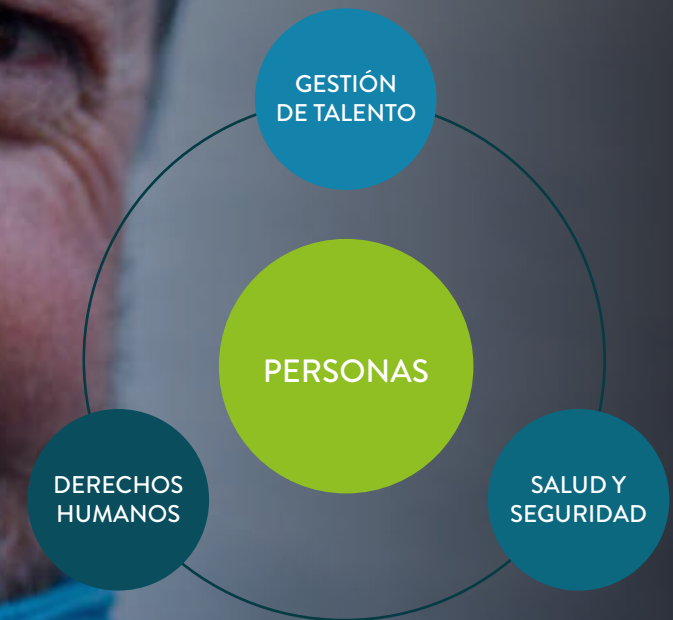 GESTIÓN
DE TALENTO
PERSONAS
DERECHOS
HUMANOS
SALUD Y
SEGURIDAD